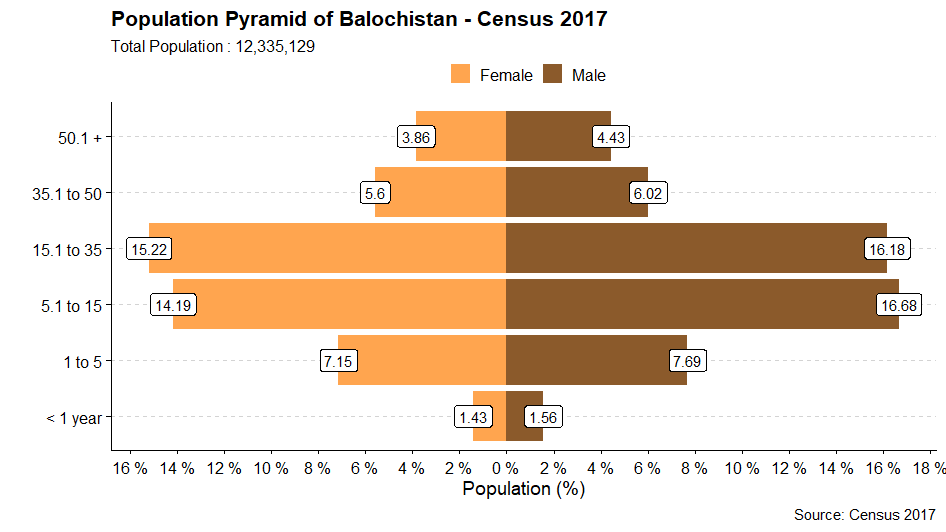 Population Pyramid of Balochistan - Census 2017
Total Population : 12,335,129
Female Male
50.1 + 3.86 4.43
35.1 to 50 5.6 6.02
15.1 to 35 15.22 16.18
5.1 to 15 14.19 16.68
1 to 5 7.15 7.69
< 1 year 1.43 1.56
16 % 14 % 12 % 10 % 8 % 6 % 4 % 2 % 0 % 2 % 4 % 6 % 8 % 10 % 12 % 14 % 16 % 18 %
Population (%)
Source: Census 2017